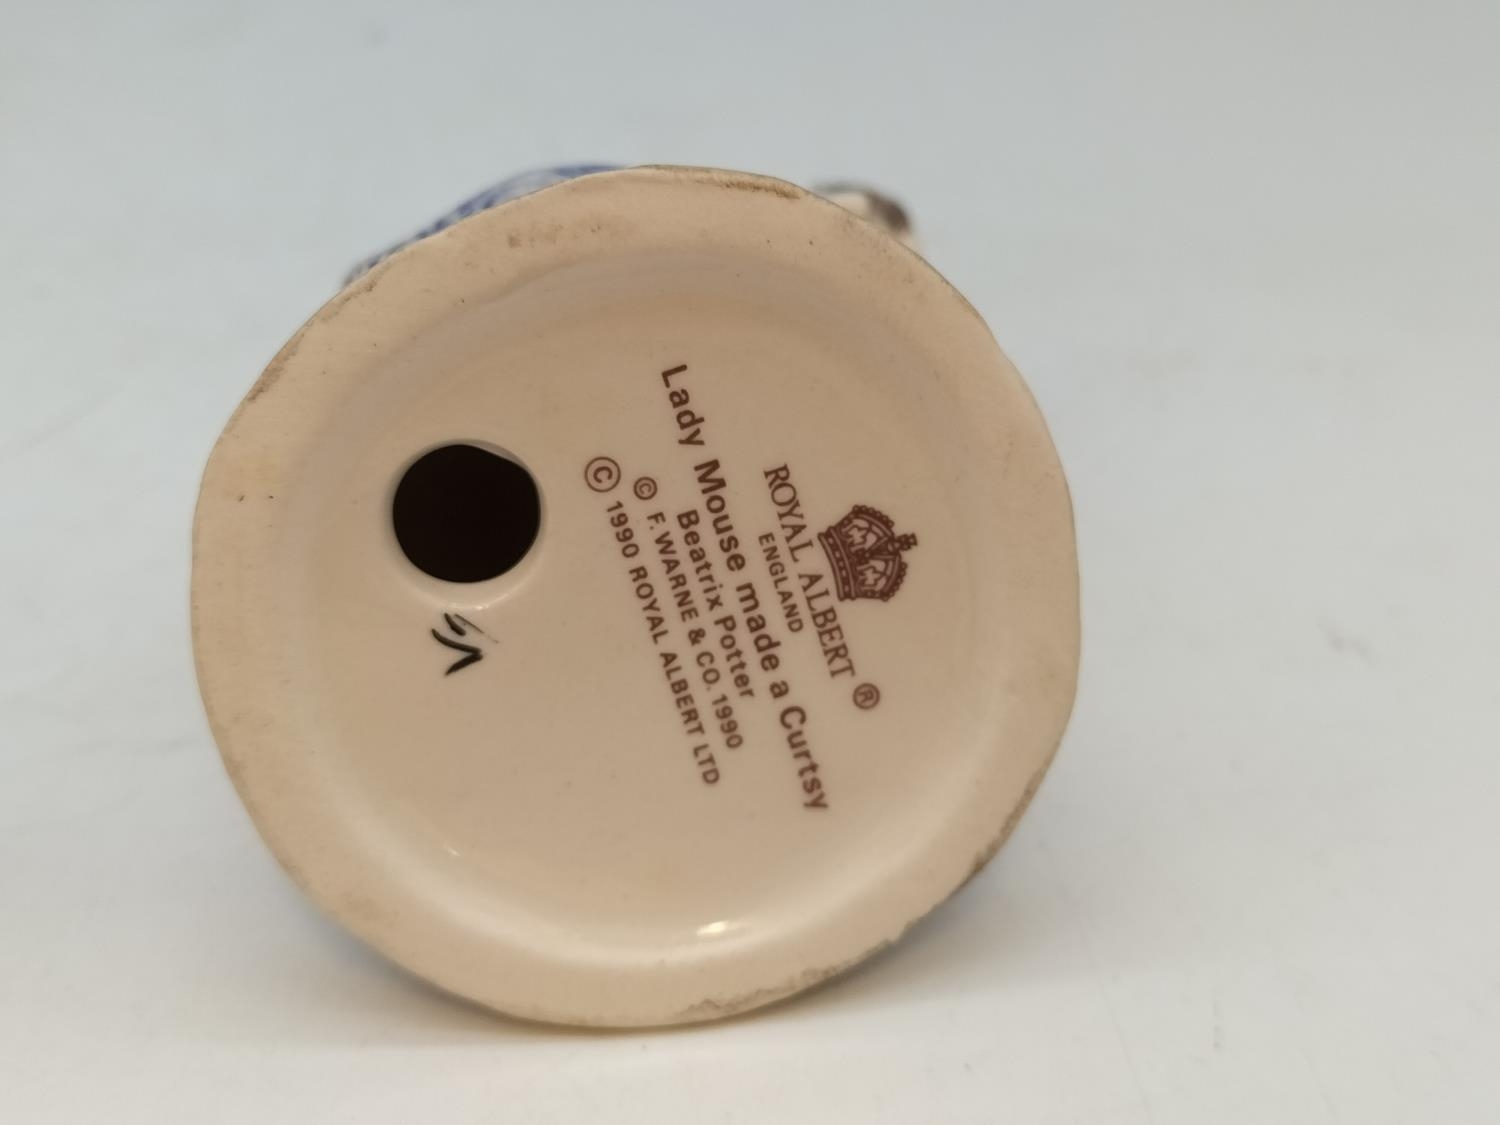 ROYAL ALBERT ®
ENGLAND
Lady Mouse made a Curtsy
Beatrix Potter
© F. WARNE & CO. 1990
© 1990 ROYAL ALBERT LTD